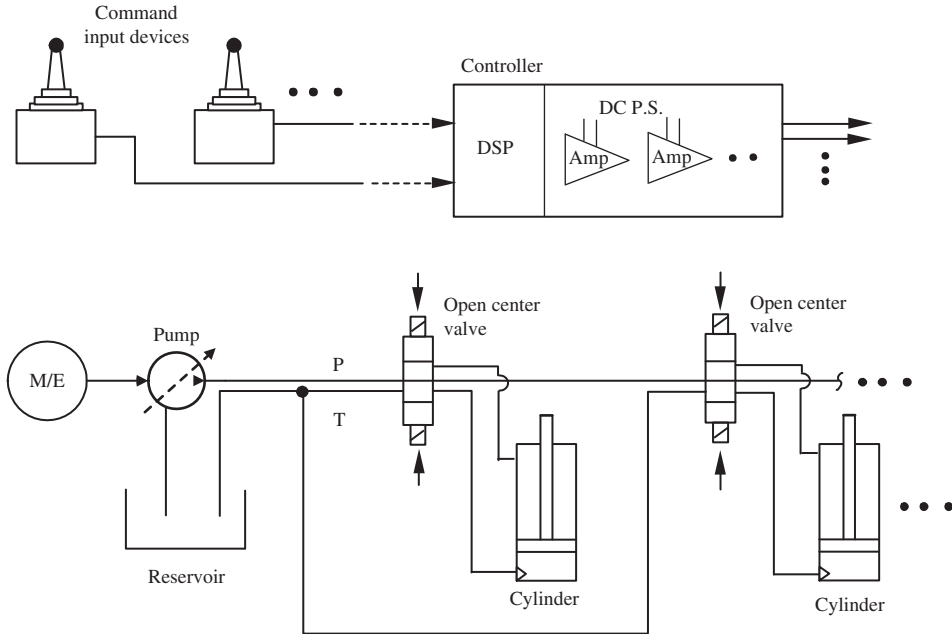 Command
input devices
Controller
DC P.S.
DSP
Amp
Amp
Open center
valve
Open center
valve
Pump
M/E
P
T
Reservoir
Cylinder
Cylinder